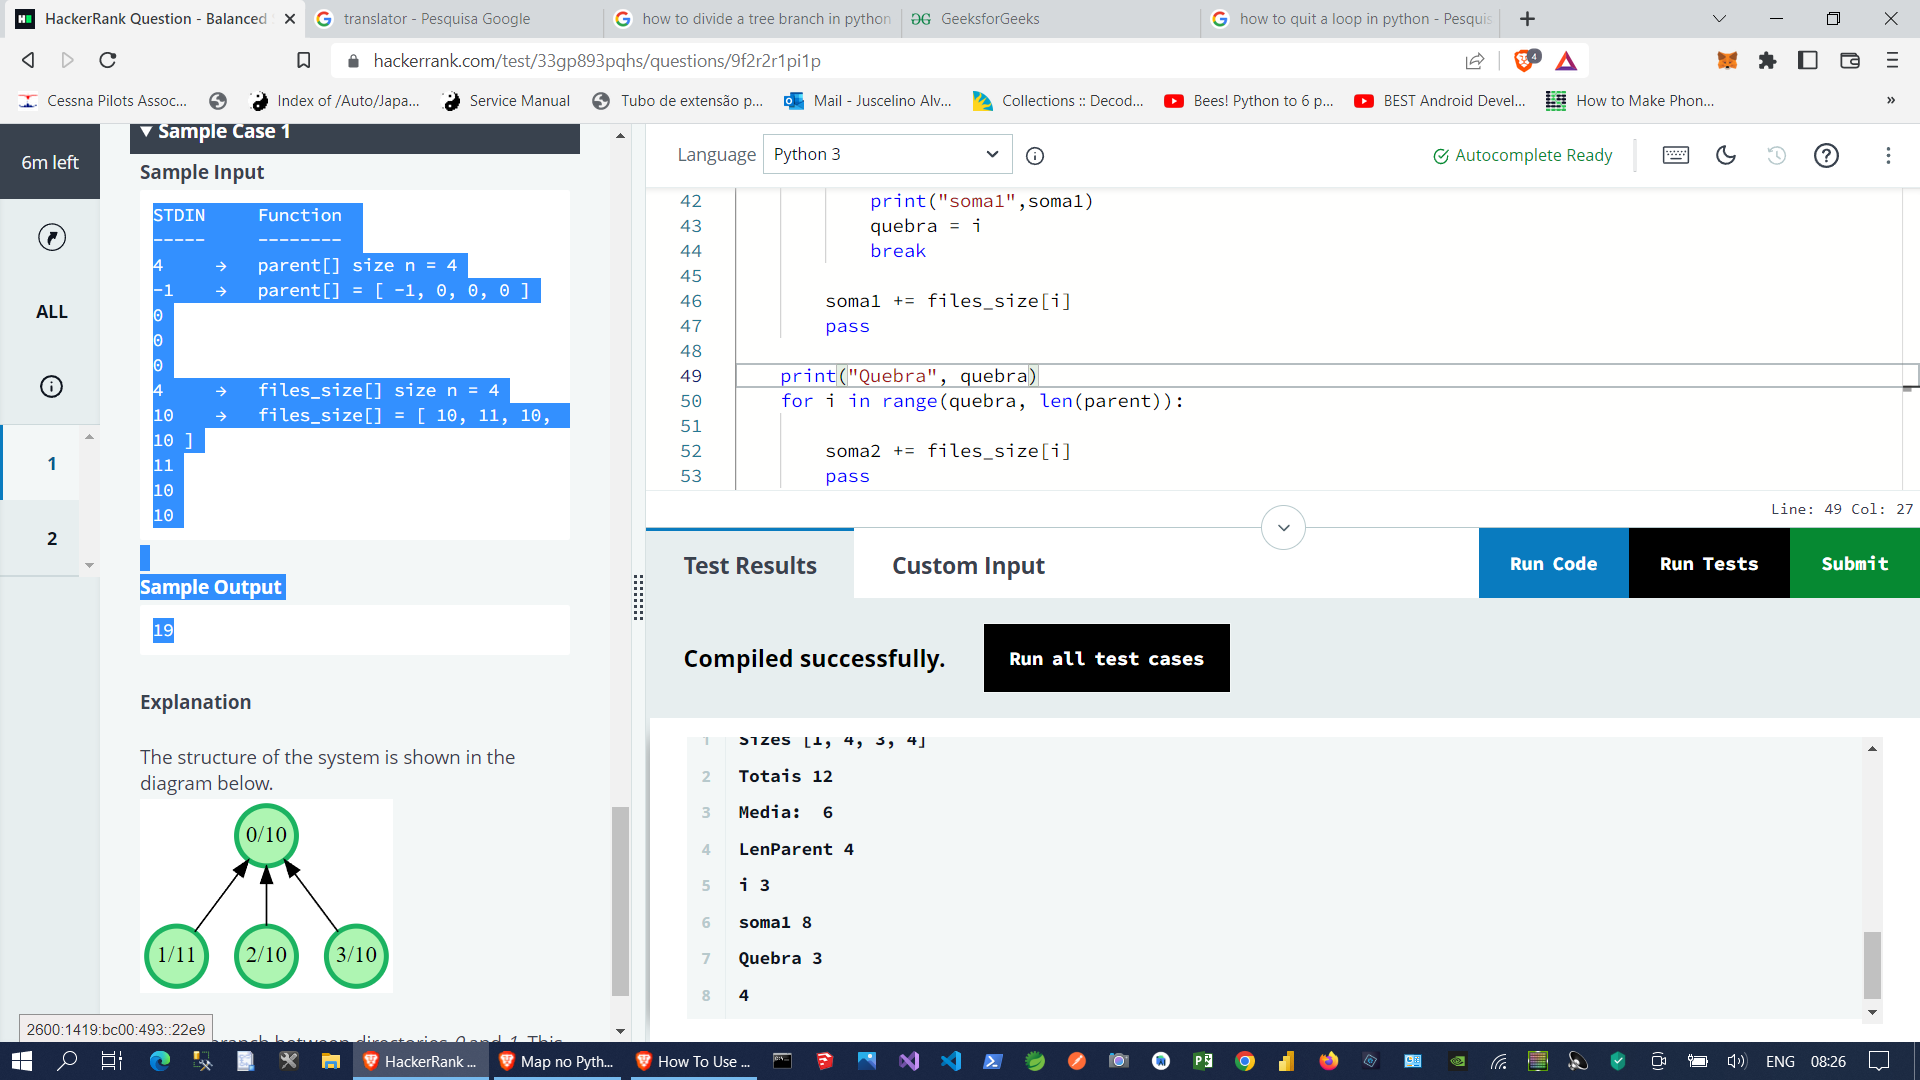 HackerRank Question - Balanced
translator - Pesquisa Google
how to divide a tree branch in python
GeeksforGeeks
how to quit a loop in python - Pesquis
hackerrank.com/test/33gp893pqhs/questions/9f2r2r1pi1p
4
Cessna Pilots Assoc...
Index of /Auto/Japa...
Service Manual
Tubo de extensão p...
Mail - Juscelino Alv...
Collections :: Decod...
Bees! Python to 6 p...
BEST Android Devel...
How to Make Phon...
»
6m left
ALL
1
2
Sample Case 1
Sample Input
STDIN Function
----- --------
4 → parent[] size n = 4
-1 → parent[] = [ -1, 0, 0, 0 ]
0
0
0
4 → files_size[] size n = 4
10 → files_size[] = [ 10, 11, 10,
10 ]
11
10
10
Sample Output
19
Explanation
The structure of the system is shown in the
diagram below.
0/10
1/11 2/10 3/10
ranch between directories 0 and 1. This
2600:1419:bc00:493::22e9
Language Python 3
Autocomplete Ready
42 print("soma1",soma1)
43 quebra = i
44 break
45
46 soma1 += files_size[i]
47 pass
48
49 print("Quebra", quebra)
50 for i in range(quebra, len(parent)):
51
52 soma2 += files_size[i]
53 pass
Line: 49 Col: 27
Test Results
Custom Input
Run Code
Run Tests
Submit
Compiled successfully.
Run all test cases
1 Sizes [1, 4, 3, 4]
2 Totais 12
3 Media: 6
4 LenParent 4
5 i 3
6 soma1 8
7 Quebra 3
8 4
HackerRank ...
Map no Pyth...
How To Use ...
ENG
08:26